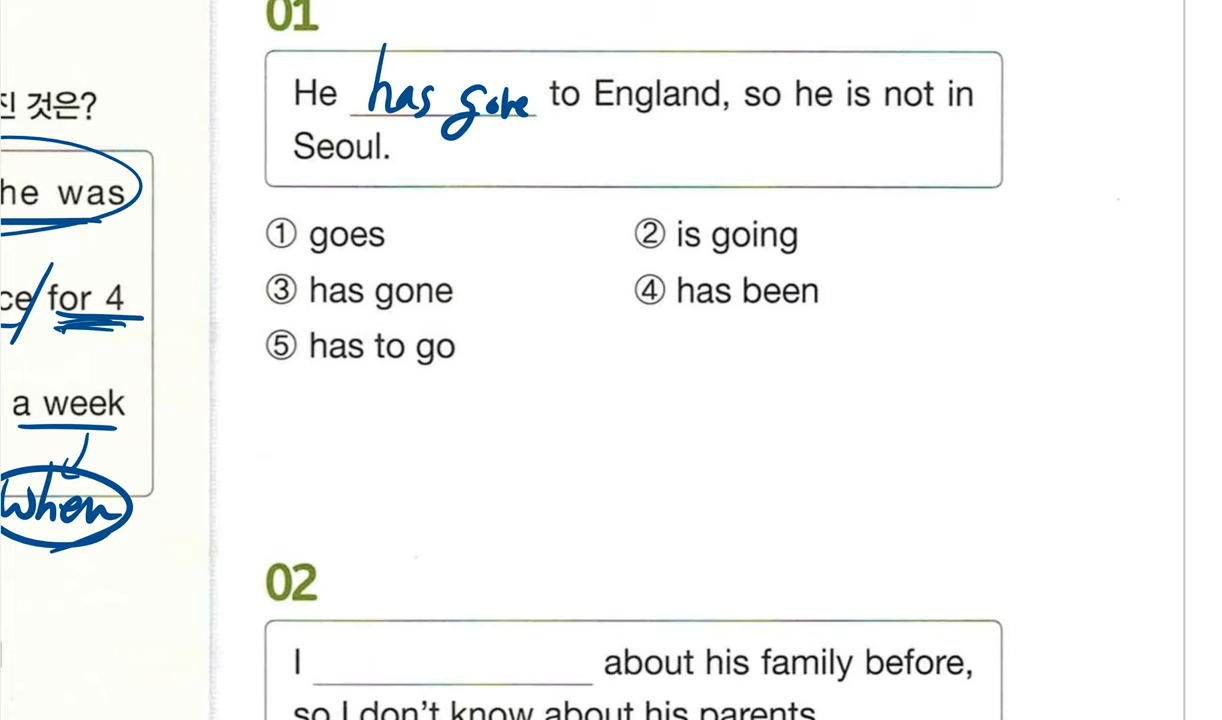 진 것은?
he was
ce/for 4
a week
when
01
He has gone to England, so he is not in
Seoul.
① goes
② is going
③ has gone
④ has been
⑤ has to go
02
I ____________ about his family before,
so I don't know about his parents